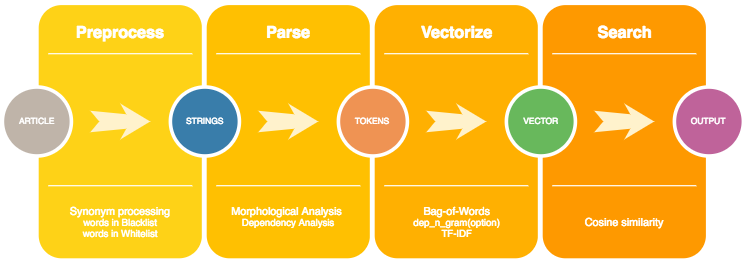 Preprocess
Parse
Vectorize
Search
ARTICLE
STRINGS
TOKENS
VECTOR
OUTPUT
Synonym processing
words in Blacklist
words in Whitelist
Morphological Analysis
Dependency Analysis
Bag-of-Words
dep_n_gram(option)
TF-IDF
Cosine similarity